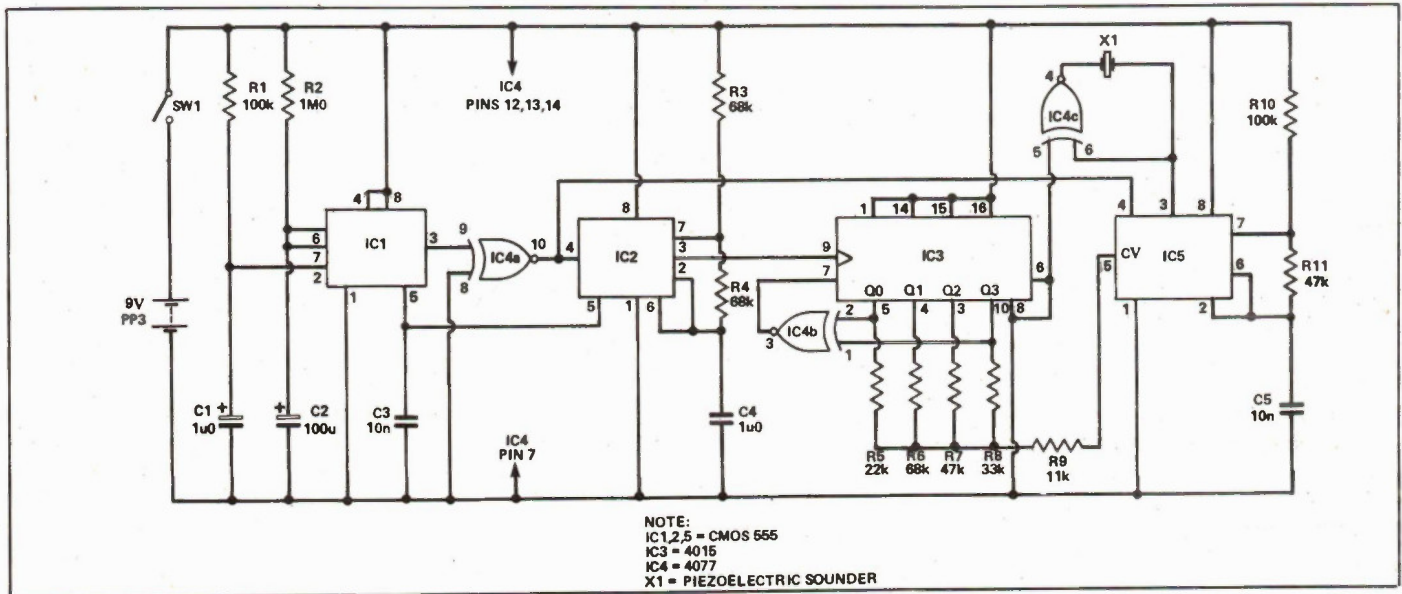 SW1
9V
PP3
R1
100k
R2
1M0
C1
1u0
+
C2
100u
+
4
8
6
7
2
IC1
3
5
1
C3
10n
9
8
IC4a
10
IC4
PINS 12,13,14
IC4
PIN 7
8
4
IC2
7
3
2
5
1
6
R3
68k
R4
68k
C4
1u0
1
14
15
16
9
7
IC3
6
Q0
Q1
Q2
Q3
2
5
4
3
10
8
IC4b
3
1
R5
22k
R6
68k
R7
47k
R8
33k
R9
11k
X1
4
IC4c
5
6
4
3
8
7
5
CV
IC5
6
1
2
R10
100k
R11
47k
C5
10n
NOTE:
IC1,2,5 = CMOS 555
IC3 = 4015
IC4 = 4077
X1 = PIEZOELECTRIC SOUNDER